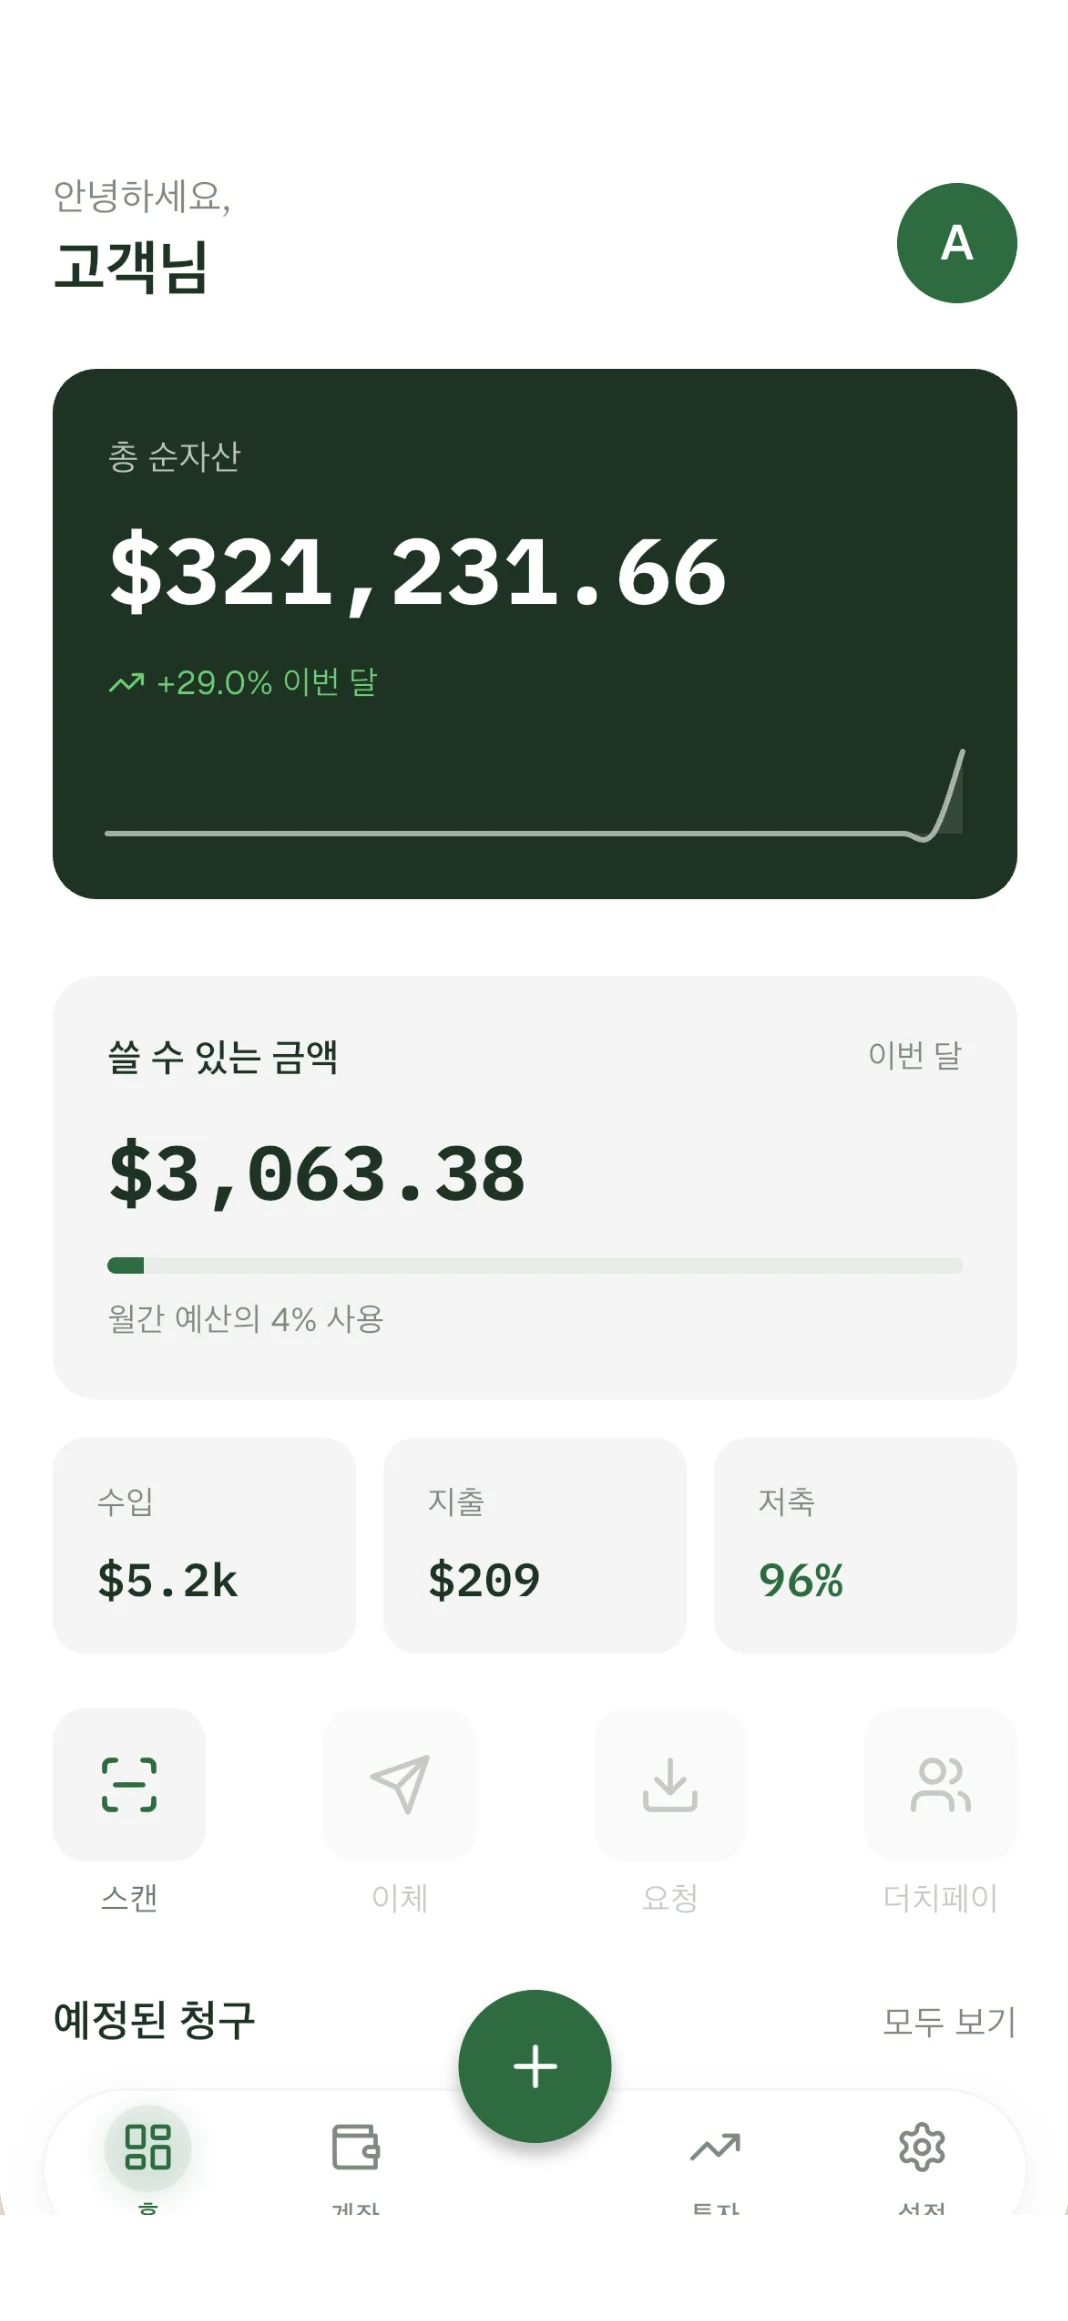 안녕하세요,
고객님
A
총 순자산
$321,231.66
+29.0% 이번 달
쓸 수 있는 금액
이번 달
$3,063.38
월간 예산의 4% 사용
수입
지출
저축
$5.2k
$209
96%
스캔
이체
요청
더치페이
예정된 청구
모두 보기